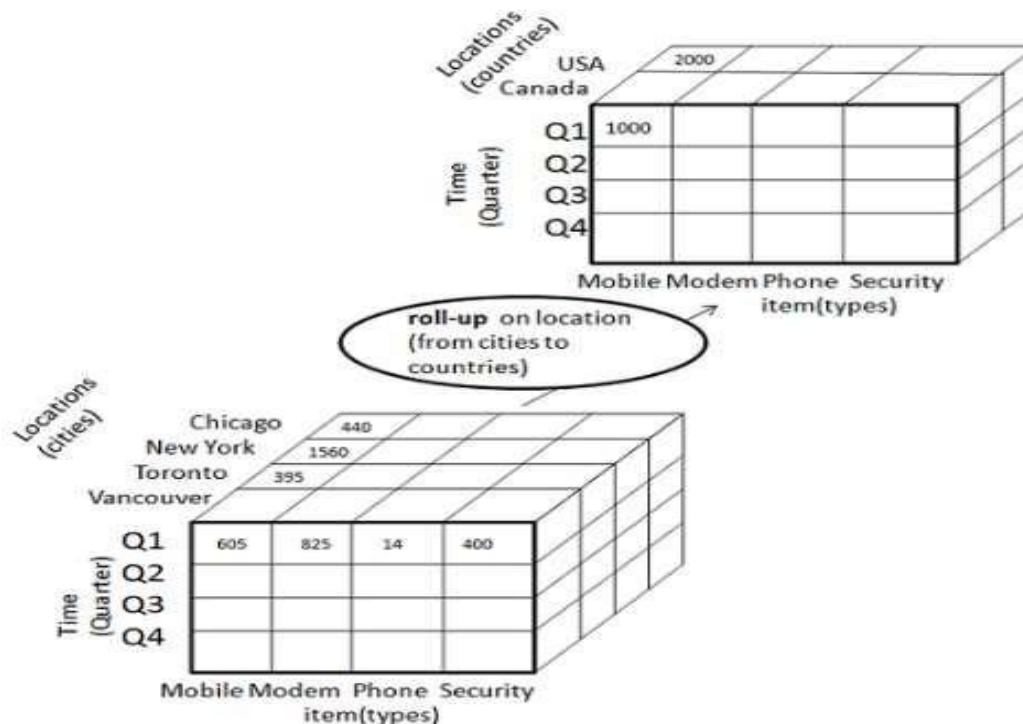 Locations
(countries)
USA
Canada
2000
Time
(Quarter)
Q1
Q2
Q3
Q4
1000
Mobile Modem Phone Security
item(types)
roll-up on location
(from cities to
countries)
Locations
(cities)
Chicago
New York
Toronto
Vancouver
440
1560
395
Time
(Quarter)
Q1
Q2
Q3
Q4
605 825 14 400
Mobile Modem Phone Security
item(types)